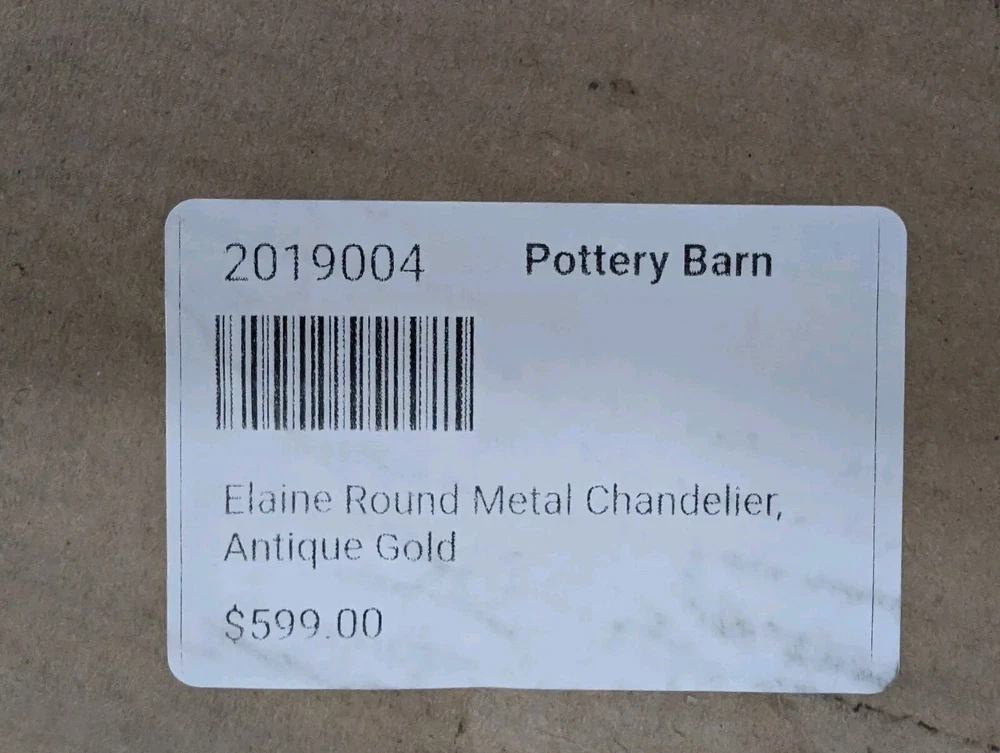 2019004 Pottery Barn
Elaine Round Metal Chandelier,
Antique Gold
$599.00